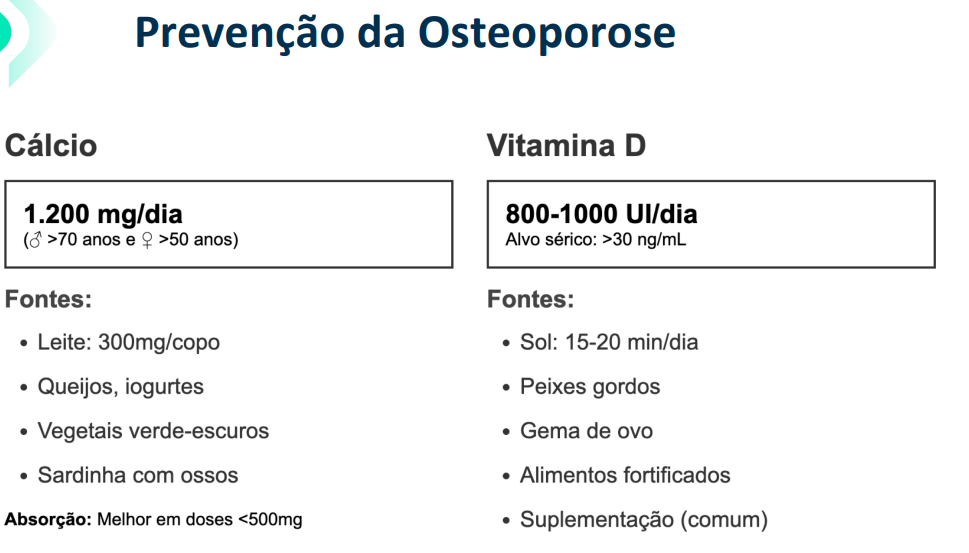 Prevenção da Osteoporose
Cálcio
1.200 mg/dia
(♂ >70 anos e ♀ >50 anos)
Fontes:
• Leite: 300mg/copo
• Queijos, iogurtes
• Vegetais verde-escuros
• Sardinha com ossos
Absorção: Melhor em doses <500mg
Vitamina D
800-1000 UI/dia
Alvo sérico: >30 ng/mL
Fontes:
• Sol: 15-20 min/dia
• Peixes gordos
• Gema de ovo
• Alimentos fortificados
• Suplementação (comum)